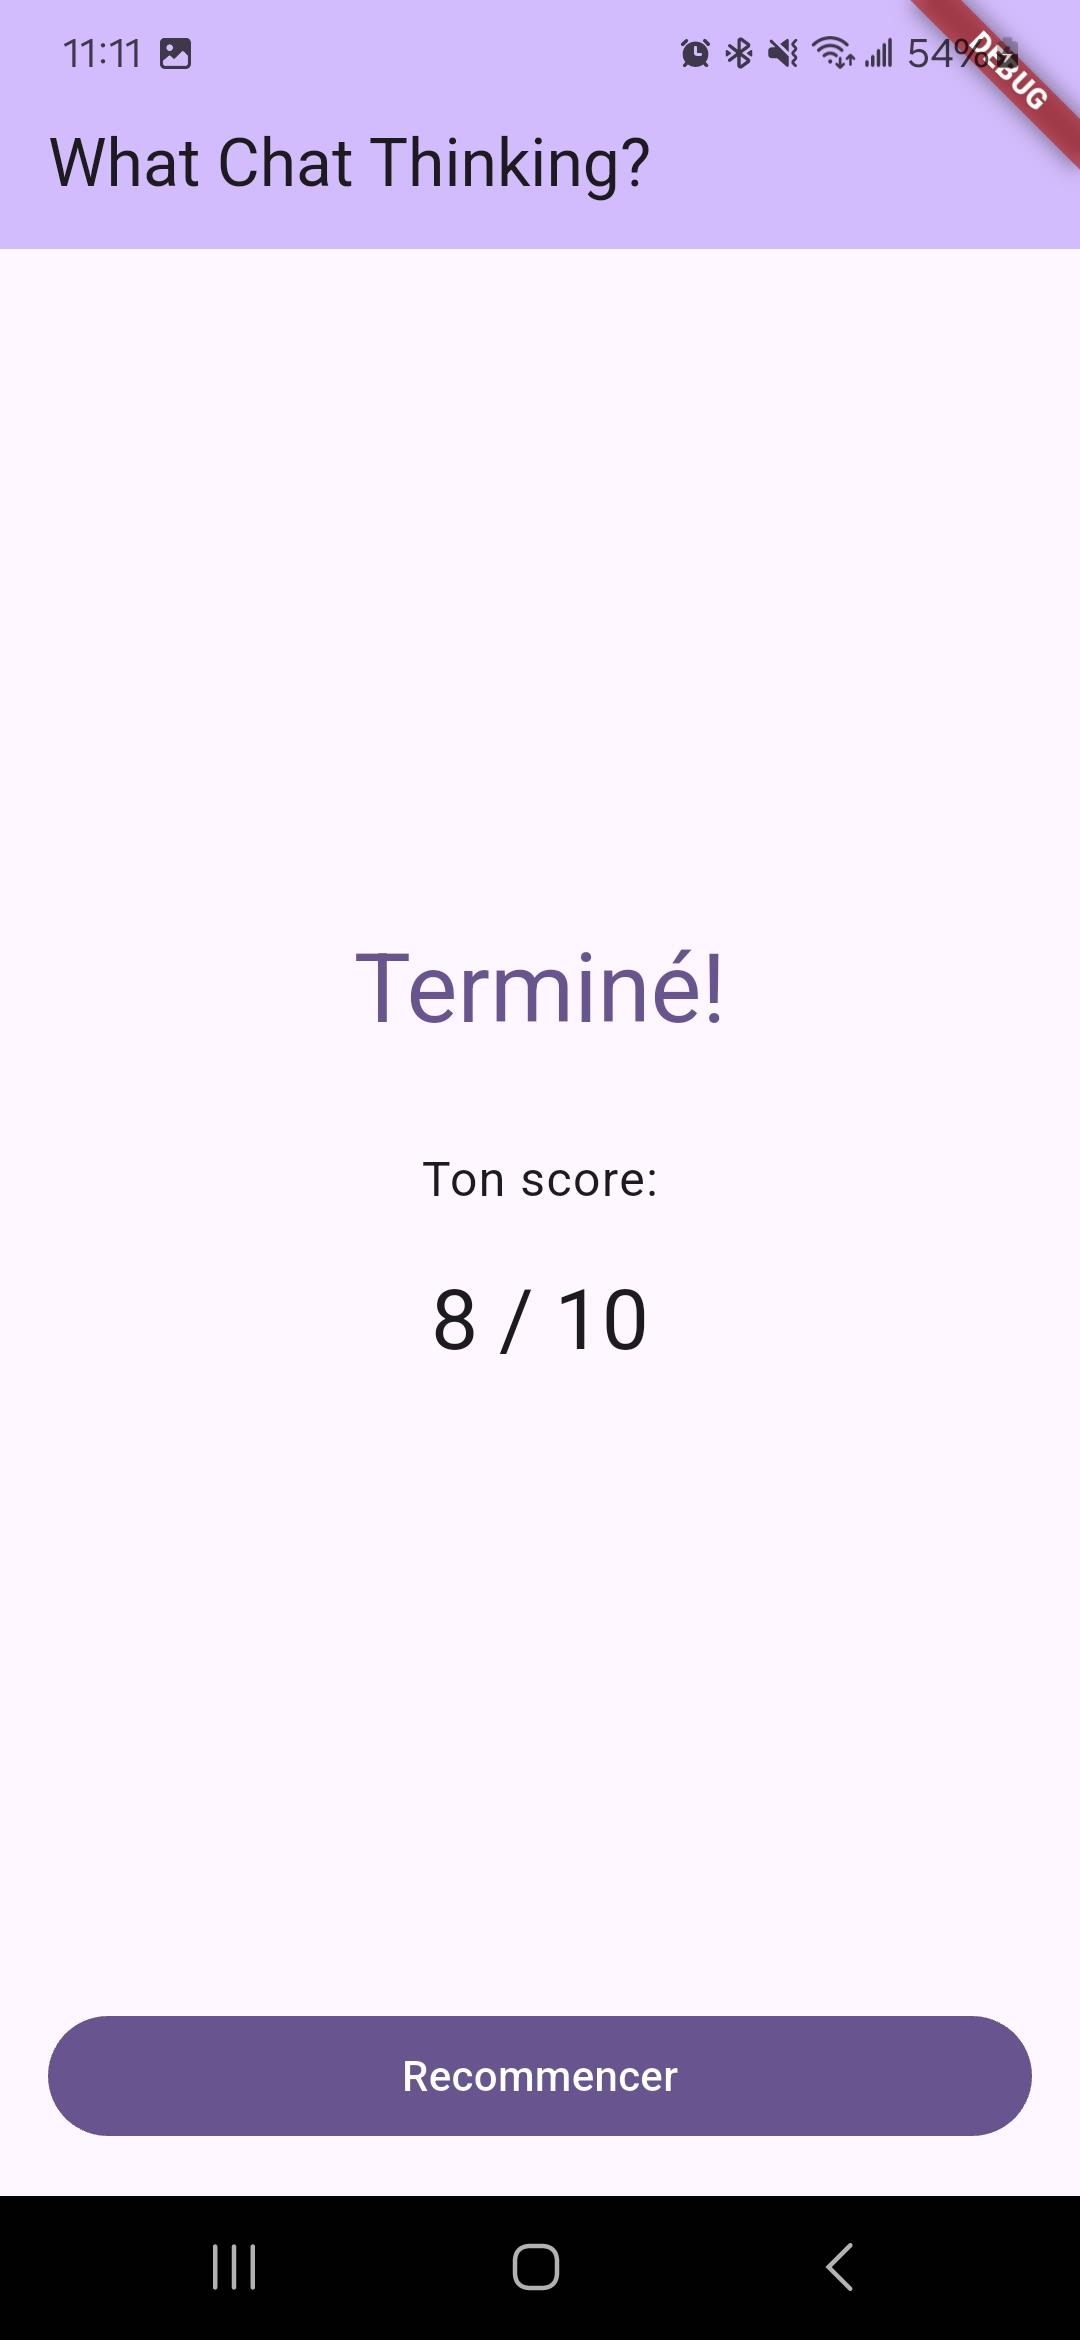 11:11 54%
DEBUG
What Chat Thinking?
Terminé!
Ton score:
8 / 10
Recommencer